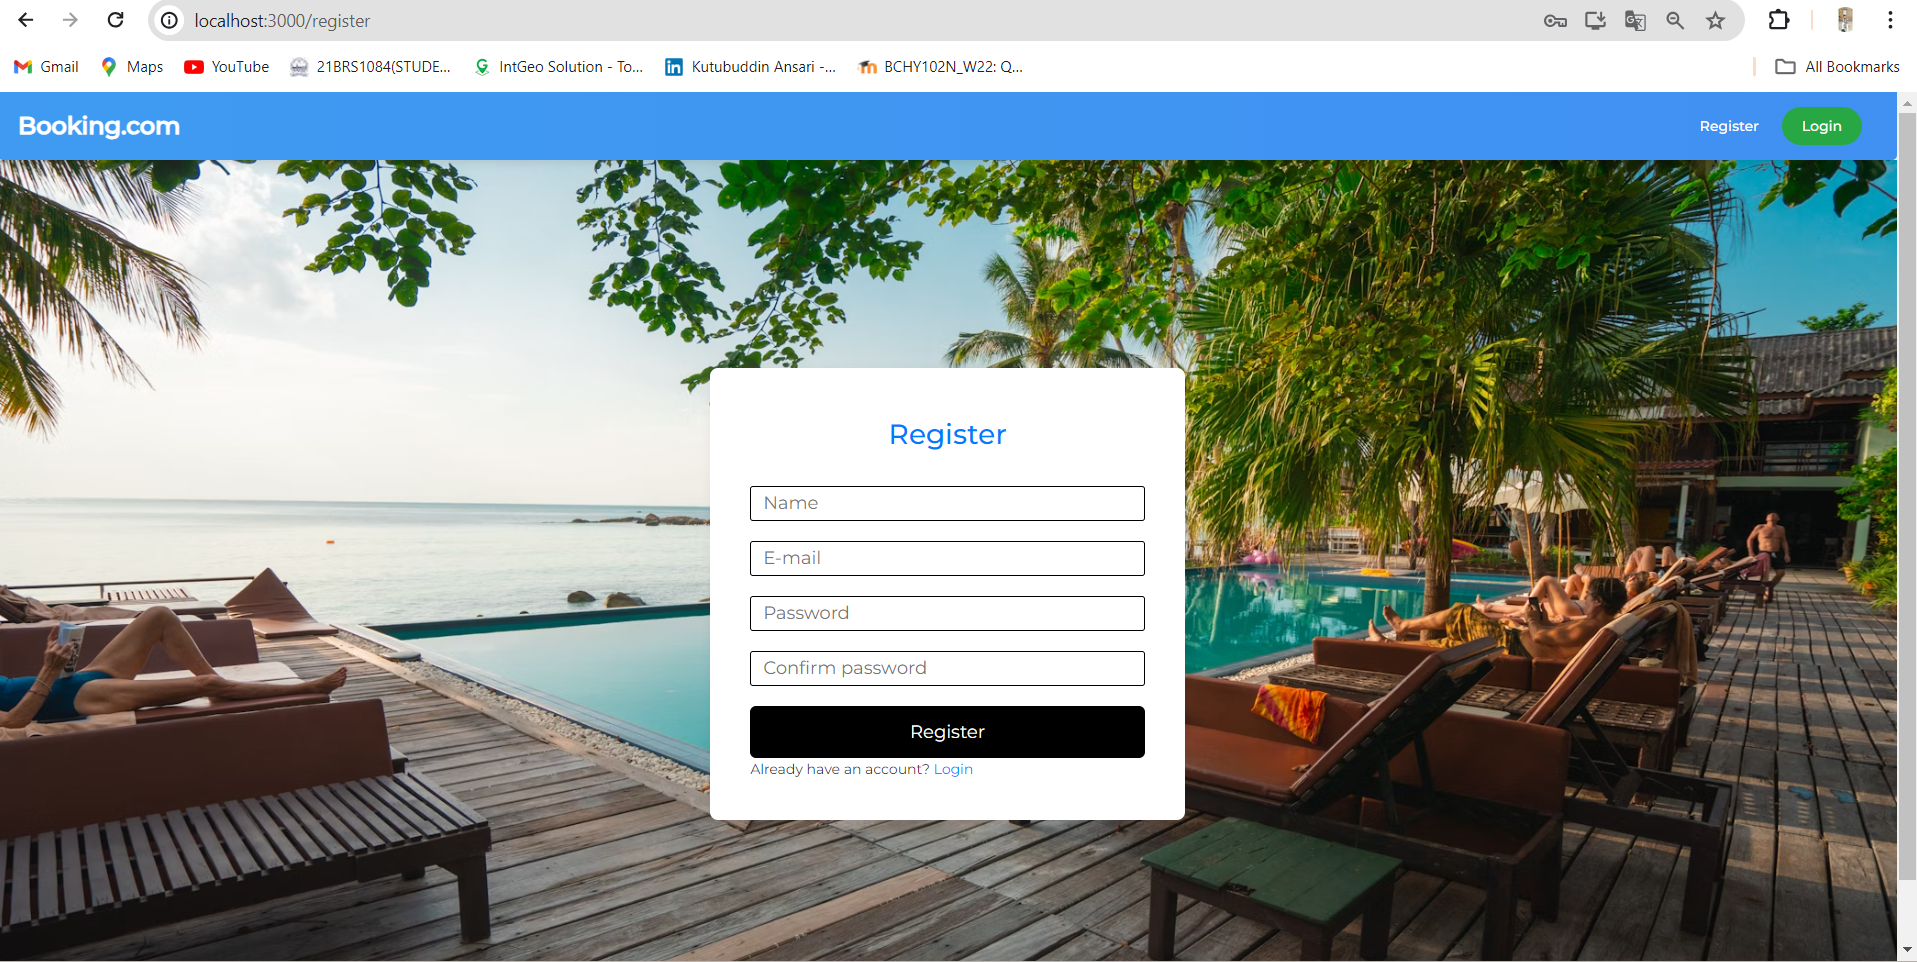 localhost:3000/register
Gmail
Maps
YouTube
21BRS1084(STUDE...
IntGeo Solution - To...
Kutubuddin Ansari -...
BCHY102N_W22: Q...
All Bookmarks
Booking.com
Register
Login
Register
Name
E-mail
Password
Confirm password
Register
Already have an account? Login